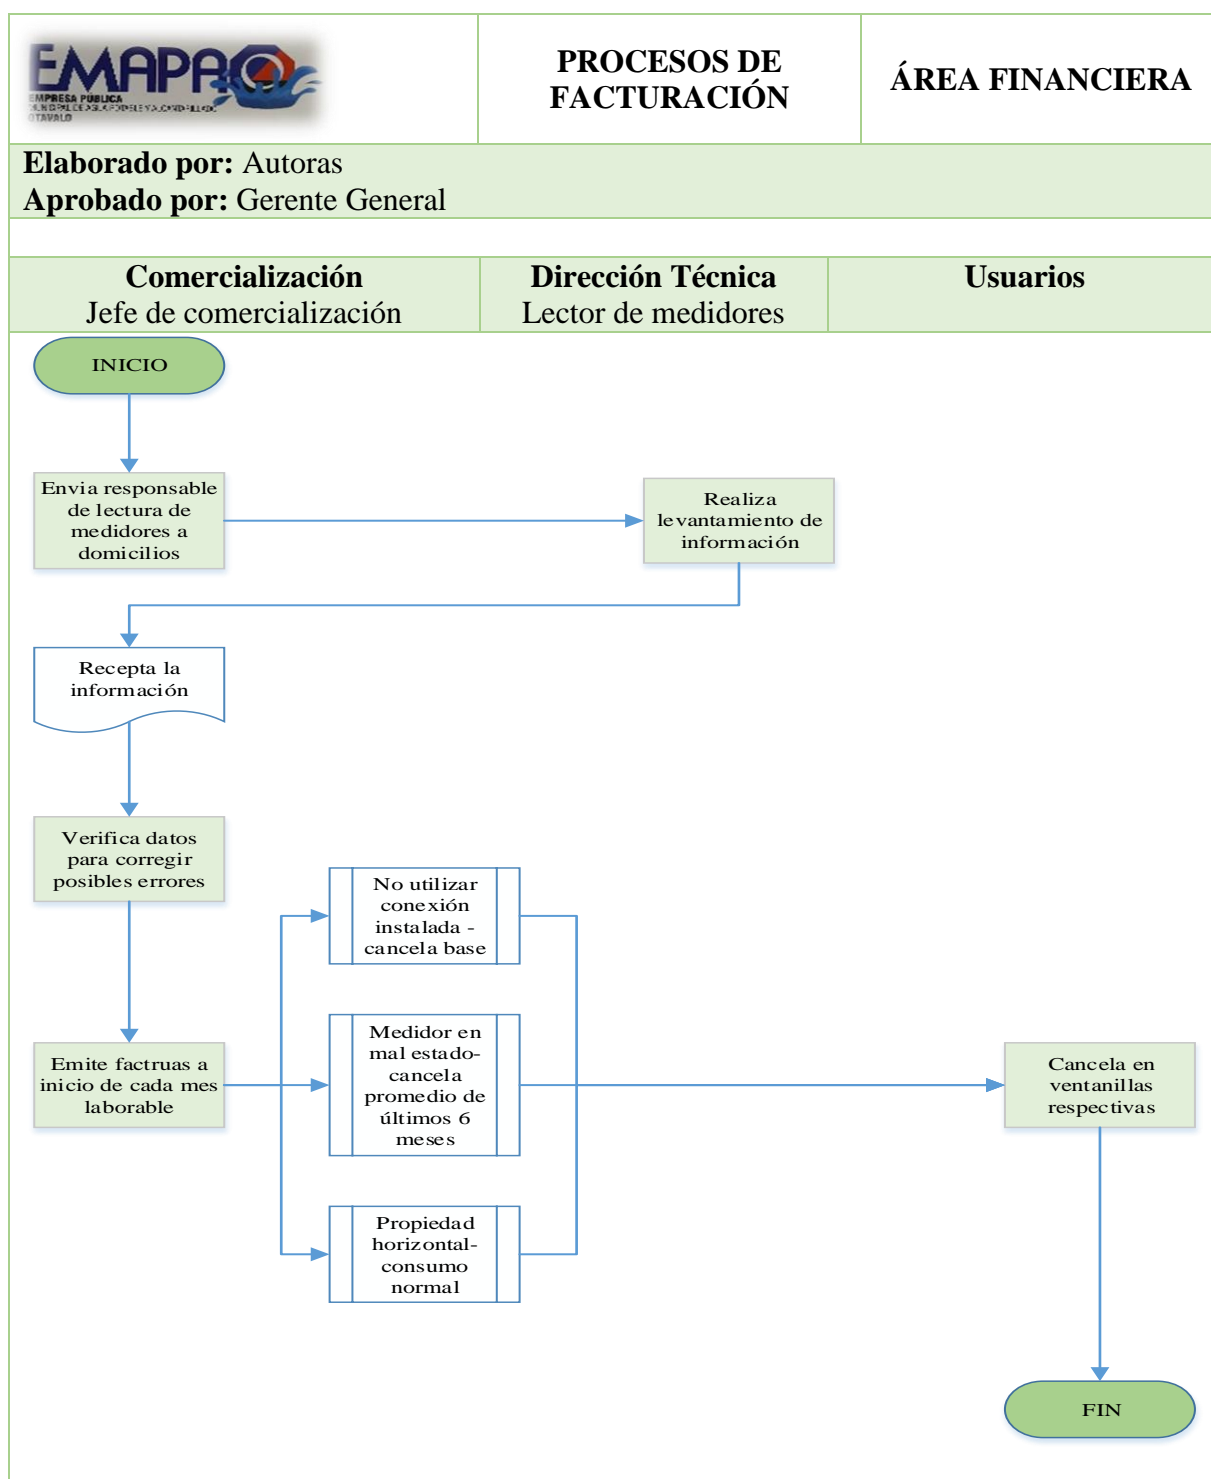 EMAPAO
EMPRESA PÚBLICA
OTAVALO
PROCESOS DE
FACTURACIÓN
ÁREA FINANCIERA
Elaborado por: Autoras
Aprobado por: Gerente General
Comercialización
Jefe de comercialización
Dirección Técnica
Lector de medidores
Usuarios
INICIO
Envia responsable
de lectura de
medidores a
domicilios
Realiza
levantamiento de
información
Recepta la
información
Verifica datos
para corregir
posibles errores
No utilizar
conexión
instalada -
cancela base
Emite factruas a
inicio de cada mes
laborable
Medidor en
mal estado-
cancela
promedio de
últimos 6
meses
Cancela en
ventanillas
respectivas
Propiedad
horizontal-
consumo
normal
FIN